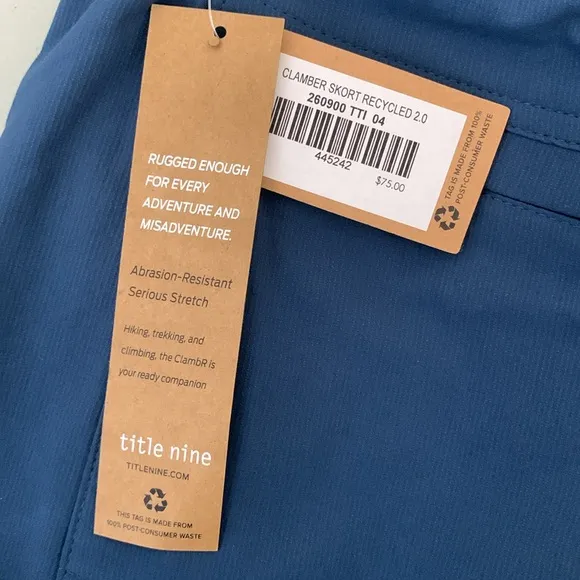 RUGGED ENOUGH
FOR EVERY
ADVENTURE AND
MISADVENTURE.
Abrasion-Resistant
Serious Stretch
Hiking, trekking, and
climbing, the ClambR is
your ready companion
title nine
TITLENINE.COM
THIS TAG IS MADE FROM
100% POST-CONSUMER WASTE
CLAMBER SKORT RECYCLED 2.0
260900 TTI 04
445242
$75.00
TAG IS MADE FROM 100%
POST-CONSUMER WASTE